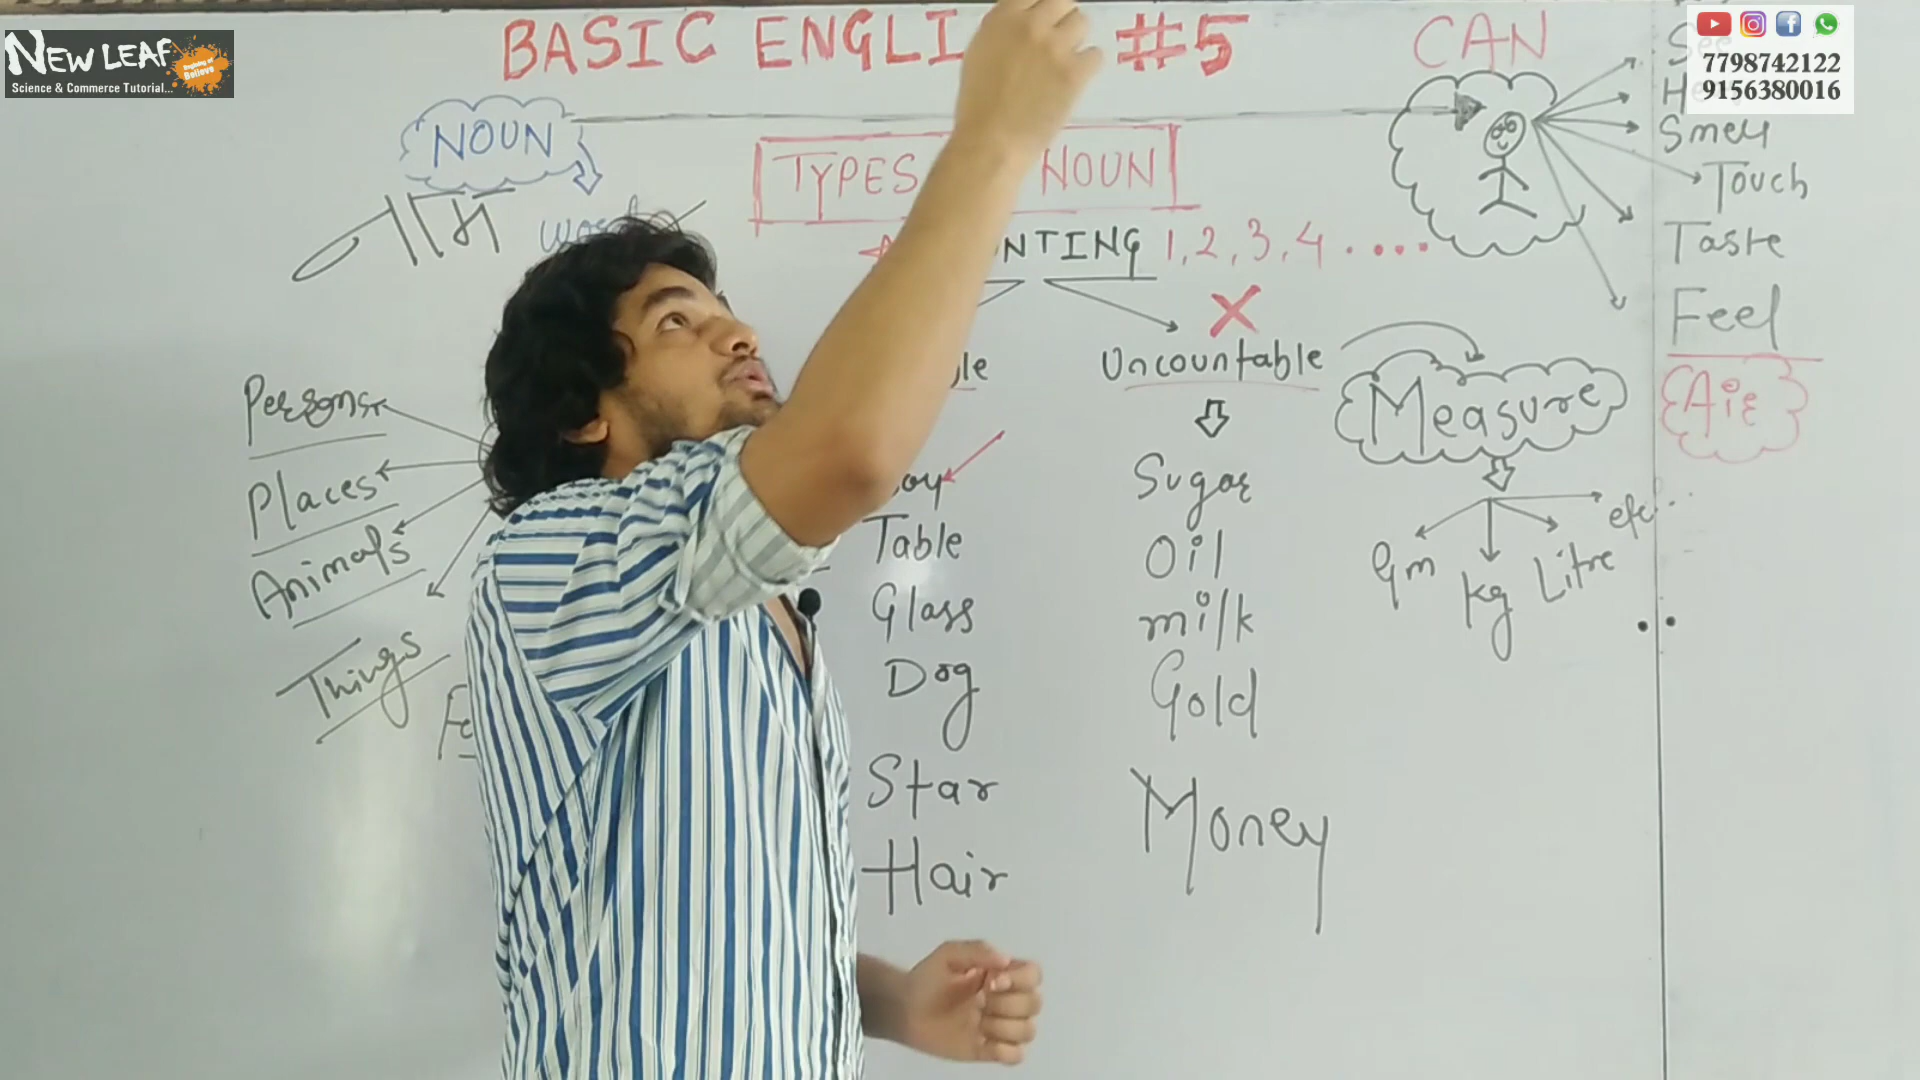 NEW LEAF
Science & Commerce Tutorial...
BASIC ENGLI #5
CAN
7798742122
9156380016
NOUN
Smell
TYPES NOUN
Touch
नाम
NTING 1, 2, 3, 4 ....
Taste
Feel
Uncountable
Measure
Air
Persons
Places
Animals
Things
Sugar
Table
Oil
Glass
milk
Dog
Gold
Star
Money
Hair
Gm
Kg
Litre
etc...